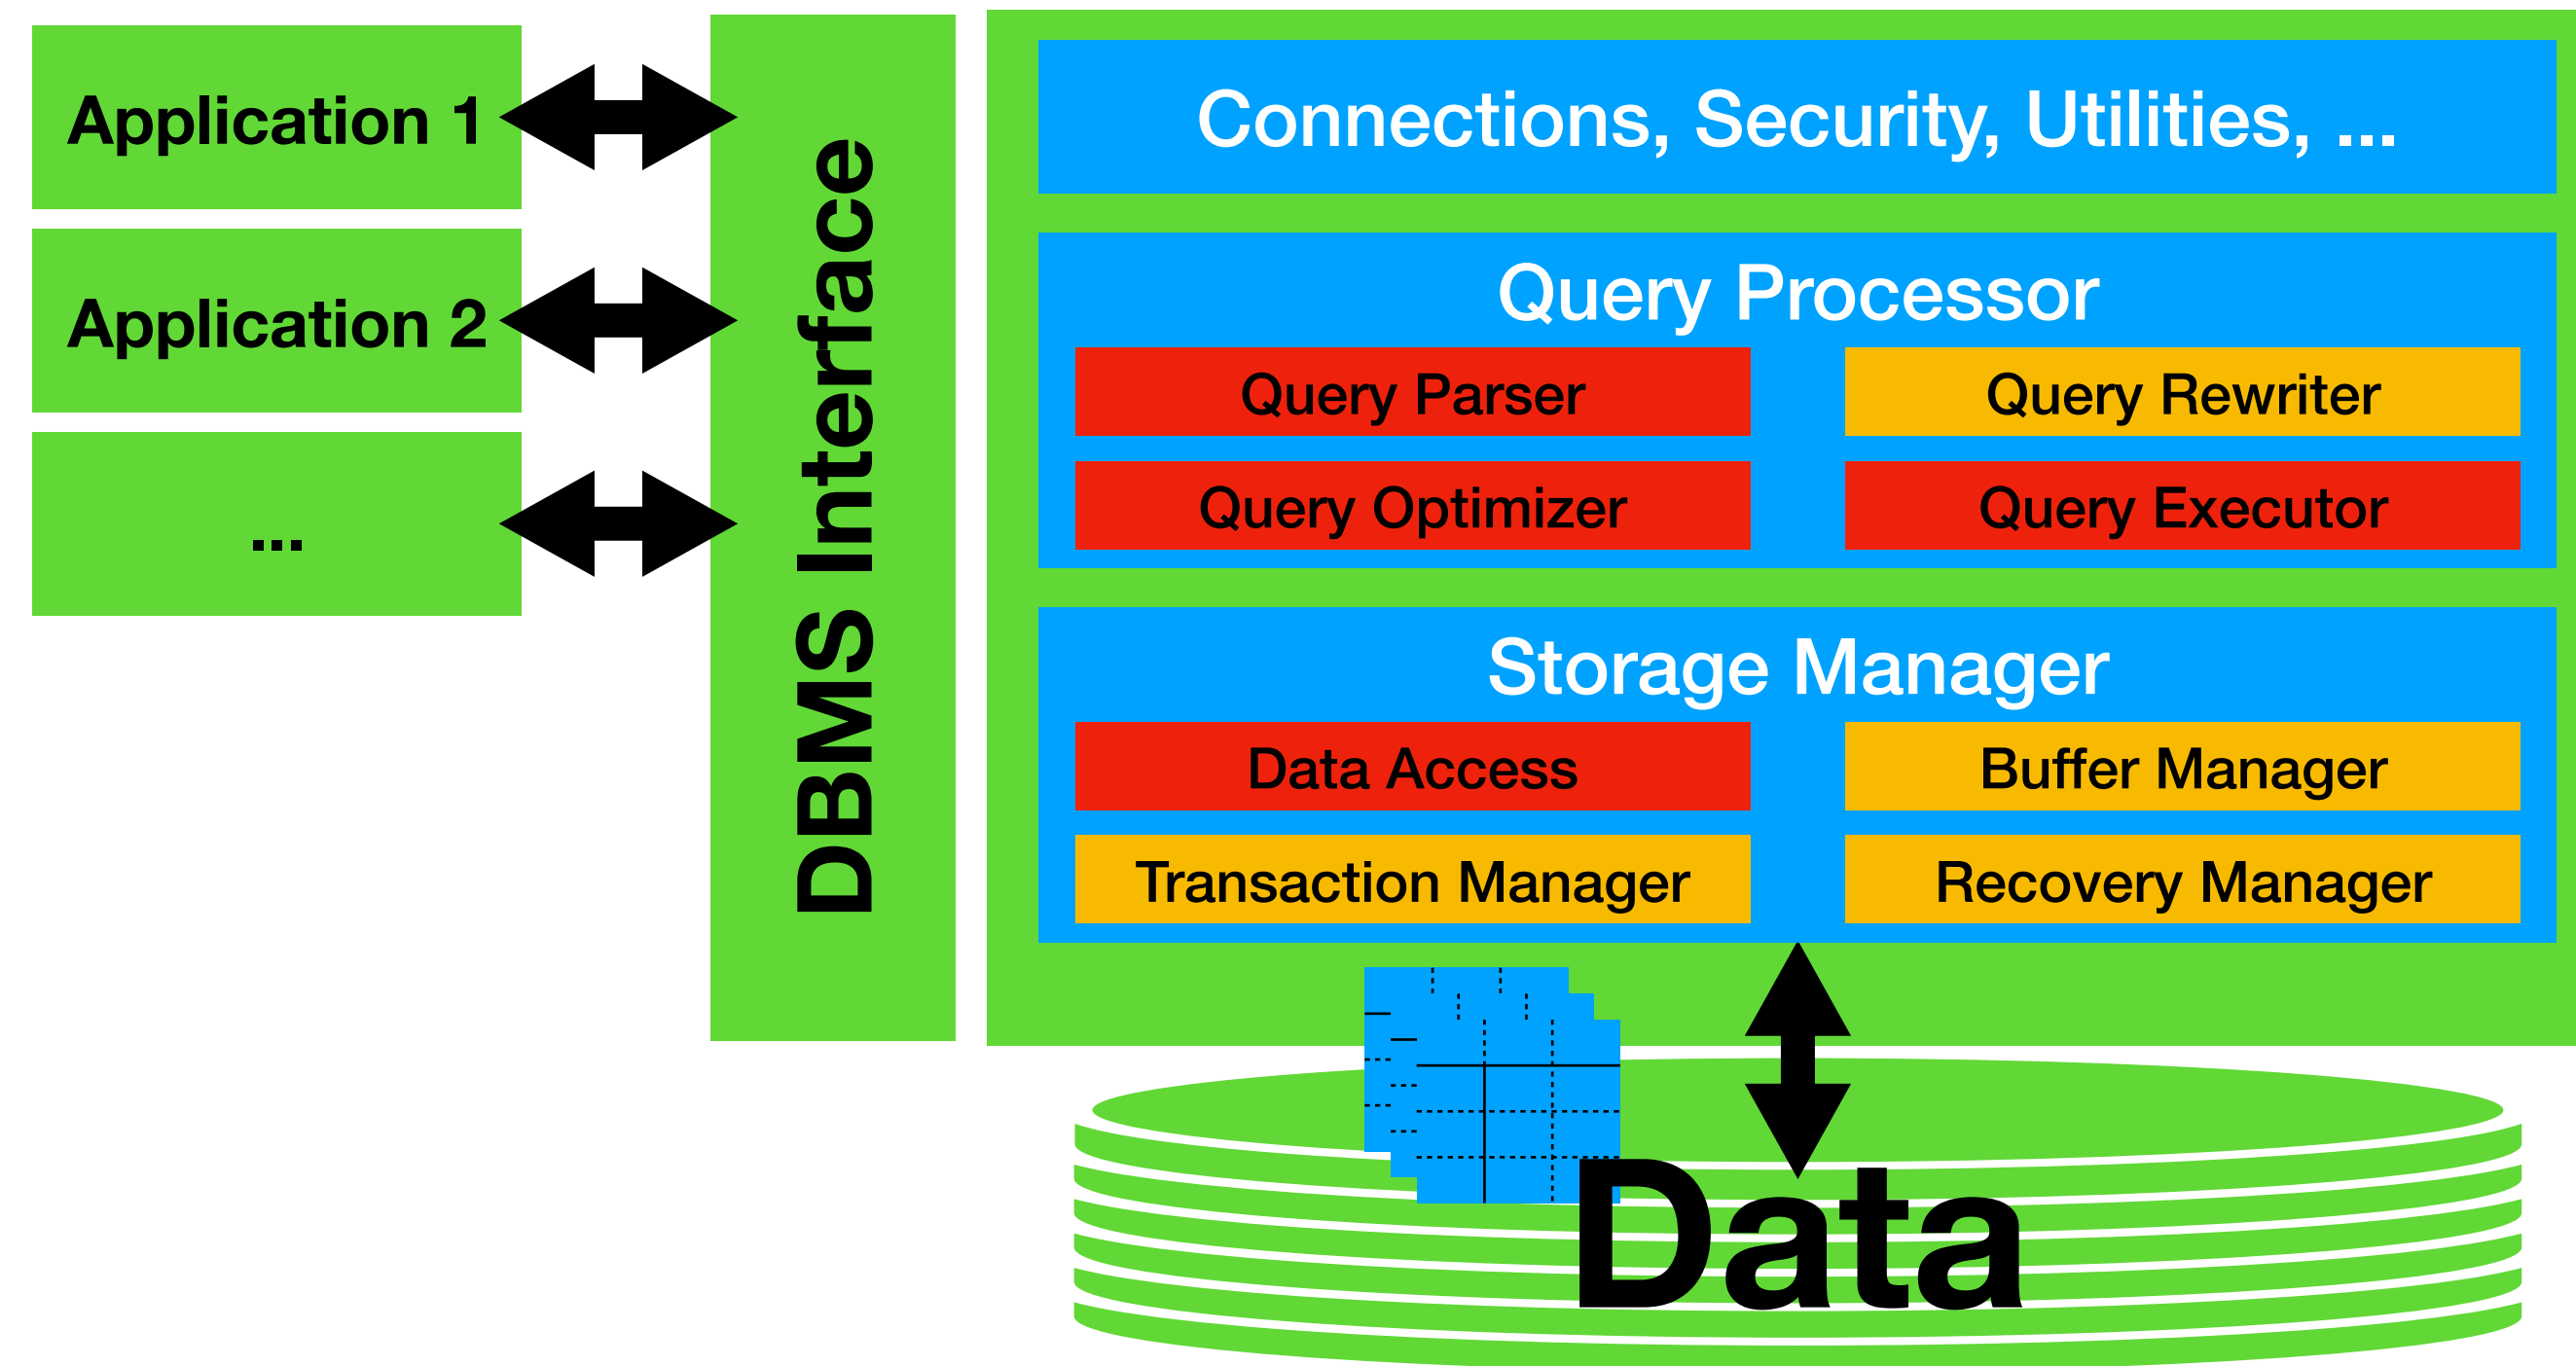 Application 1
Application 2
...
DBMS Interface
Connections, Security, Utilities, ...
Query Processor
Query Parser
Query Rewriter
Query Optimizer
Query Executor
Storage Manager
Data Access
Buffer Manager
Transaction Manager
Recovery Manager
Data